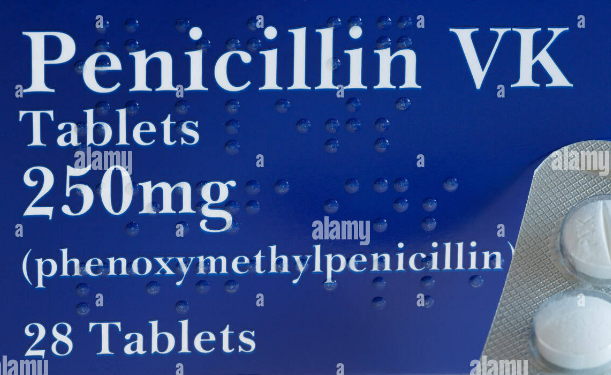 Penicillin VK
Tablets
250mg
(phenoxymethylpenicillin)
28 Tablets